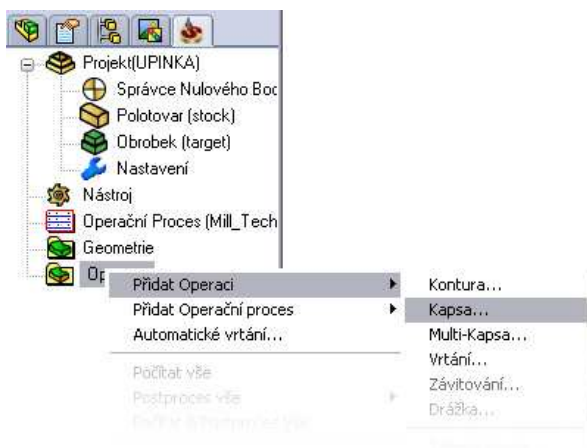 Projekt(UPINKA)
Správce Nulového Boc
Polotovar (stock)
Obrobek (target)
Nastavení
Nástroj
Operační Proces (Mill_Tech
Geometrie
Op
Přidat Operaci
Přidat Operační proces
Automatické vrtání...
Počítat vše
Postproces vše
Kontura...
Kapsa...
Multi-Kapsa...
Vrtání...
Závitování...
Drážka...